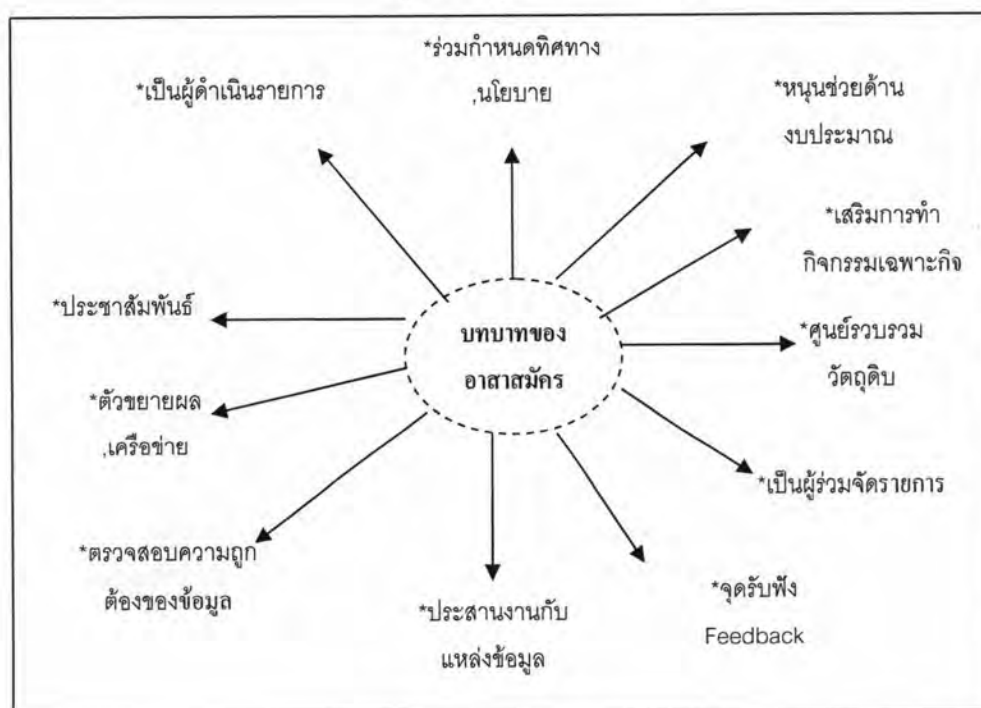 *ร่วมกำหนดทิศทาง
,นโยบาย
*เป็นผู้ดำเนินรายการ
*หนุนช่วยด้าน
งบประมาณ
*เสริมการทำ
กิจกรรมเฉพาะกิจ
*ประชาสัมพันธ์
บทบาทของ
อาสาสมัคร
*ศูนย์รวบรวม
วัตถุดิบ
*ตัวขยายผล
,เครือข่าย
*เป็นผู้ร่วมจัดรายการ
*ตรวจสอบความถูก
ต้องของข้อมูล
*ประสานงานกับ
แหล่งข้อมูล
*จุดรับฟัง
Feedback